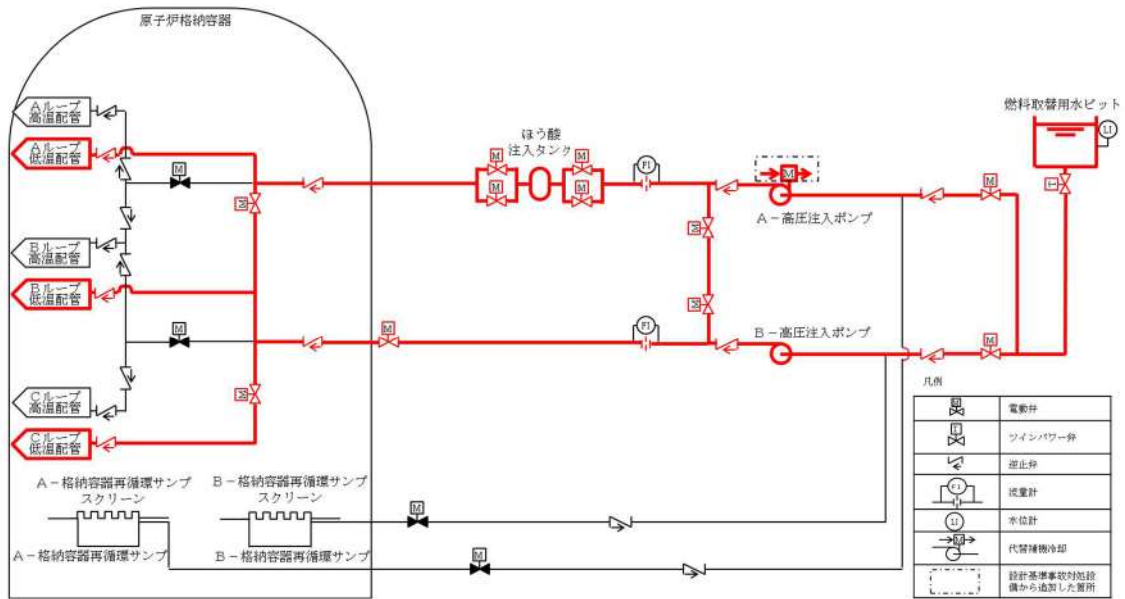 原子炉格納容器
Aループ
高温配管
Aループ
低温配管
Bループ
高温配管
Bループ
低温配管
Cループ
高温配管
Cループ
低温配管
M
M
M
M
ほう酸
注入タンク
M
M
M
M
FI
M
A-高圧注入ポンプ
M
燃料取替用水ピット
LI
T
M
M
M
FI
B-高圧注入ポンプ
M
A-格納容器再循環サンプ
スクリーン
A-格納容器再循環サンプ
B-格納容器再循環サンプ
スクリーン
B-格納容器再循環サンプ
M
M
凡例
M
電動弁
T
ツインパワー弁
逆止弁
FI
流量計
LI
水位計
M
代替補機冷却
設計基準事故対処設
備から追加した箇所